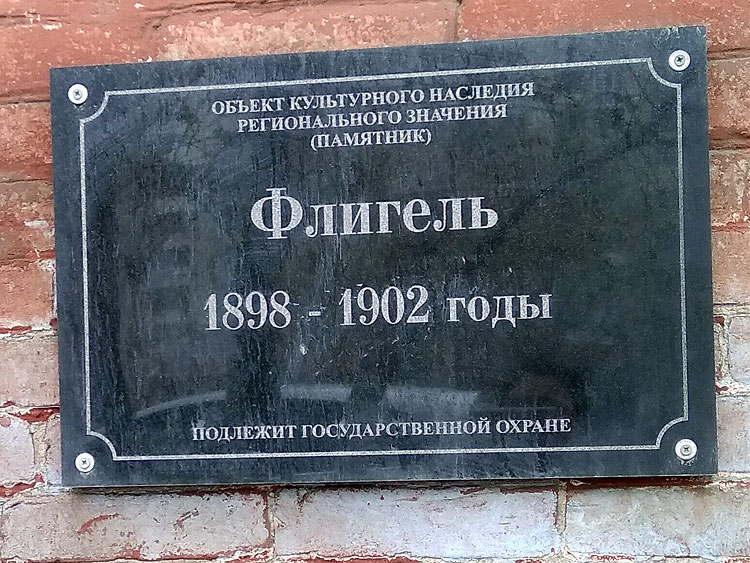 ОБЪЕКТ КУЛЬТУРНОГО НАСЛЕДИЯ
РЕГИОНАЛЬНОГО ЗНАЧЕНИЯ
(ПАМЯТНИК)
Флигель
1898 - 1902 годы
ПОДЛЕЖИТ ГОСУДАРСТВЕННОЙ ОХРАНЕ